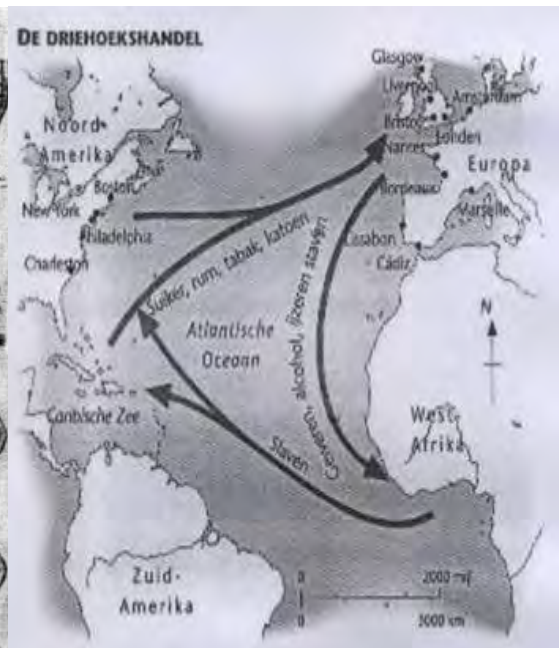 DE DRIEHOEKSHANDEL
Glasgow
Liverpool
Amsterdam
Bristol
Londen
Nantes
Noord-
Amerika
Europa
Boston
Bordeaux
New York
Marseille
Philadelphia
Lissabon
Cádiz
Charleston
Suiker, rum, tabak, katoen
Geweren, alcohol, ijzeren staven
N
Atlantische
Oceaan
Caribische Zee
West-
Afrika
Slaven
Zuid-
Amerika
0
2000 mijl
0
3000 km